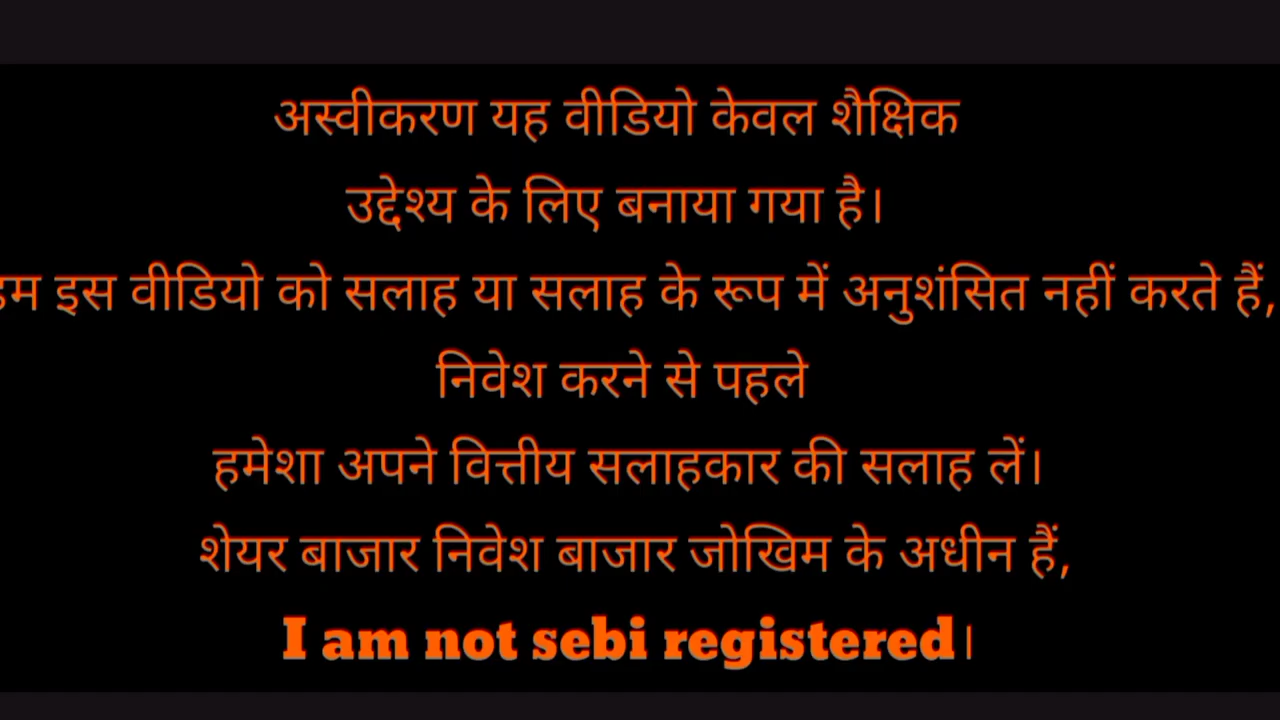 अस्वीकरण यह वीडियो केवल शैक्षिक
उद्देश्य के लिए बनाया गया है।
इस वीडियो को सलाह या सलाह के रूप में अनुशंसित नहीं करते हैं,
निवेश करने से पहले
हमेशा अपने वित्तीय सलाहकार की सलाह लें।
शेयर बाजार निवेश बाजार जोखिम के अधीन हैं,
I am not sebi registered।